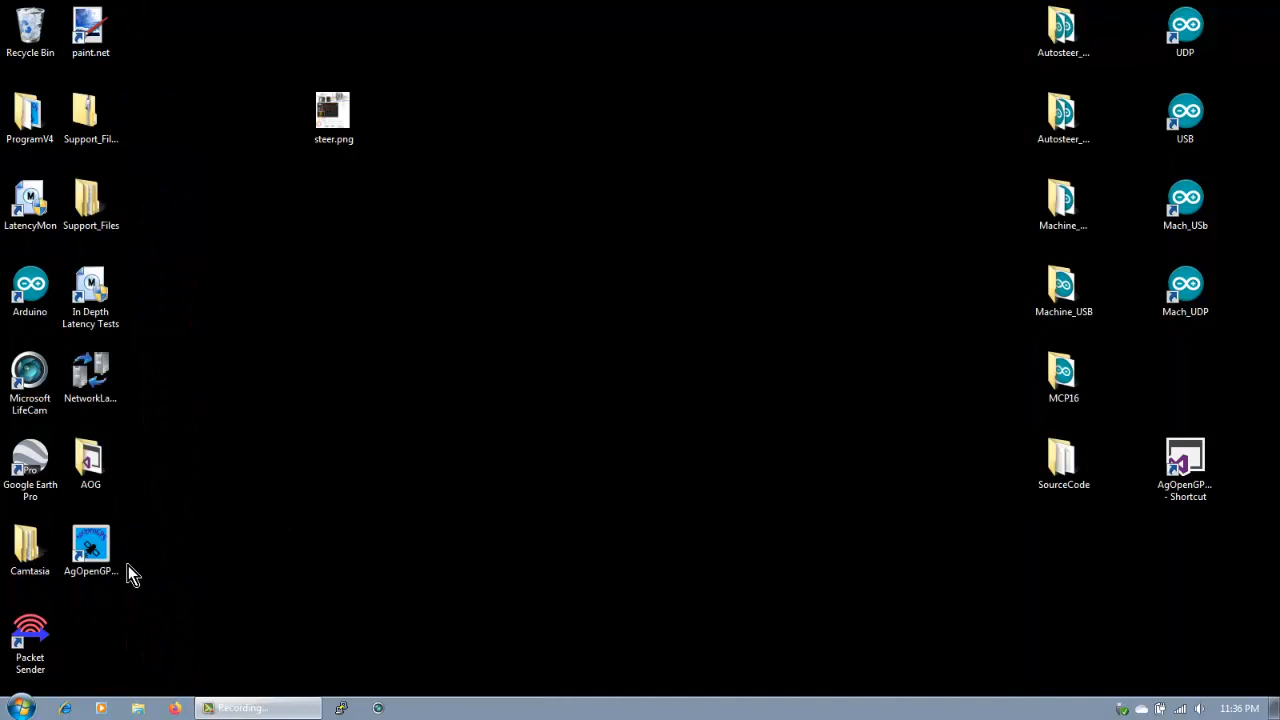 Recycle Bin
paint.net
ProgramV4
Support_Fil...
LatencyMon
Support_Files
Arduino
In Depth
Latency Tests
Microsoft
LifeCam
NetworkLa...
Pro
Google Earth
Pro
AOG
Camtasia
AgOpenGP...
Packet
Sender
steer.png
Autosteer_...
UDP
Autosteer_...
USB
Machine_...
Mach_USb
Machine_USB
Mach_UDP
MCP16
SourceCode
AgOpenGP...
- Shortcut
Recording...
11:36 PM